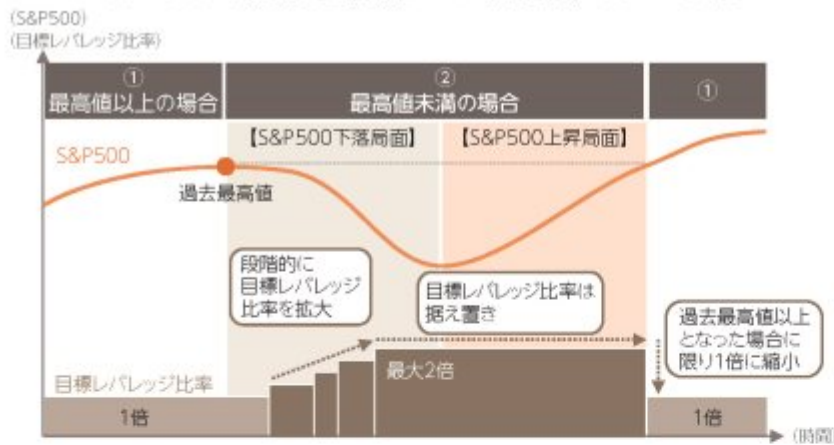 (S&P500)
(目標レバレッジ比率)
①
最高値以上の場合
②
最高値未満の場合
①
【S&P500下落局面】
【S&P500上昇局面】
S&P500
過去最高値
段階的に
目標レバレッジ
比率を拡大
目標レバレッジ比率は
据え置き
過去最高値以上
となった場合に
限り1倍に縮小
目標レバレッジ比率
最大2倍
1倍
1倍
(時間)